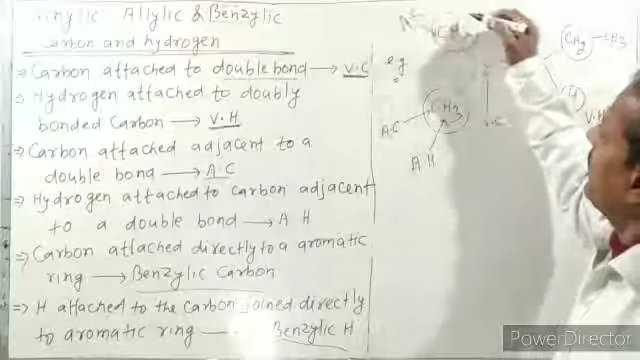 Allylic & Benzylic
Carbon and hydrogen
⇒ Carbon attached to double bond → V.C
⇒ Hydrogen attached to doubly
bonded Carbon → V.H
⇒ Carbon attached adjacent to a
double bond → A C
⇒ Hydrogen attached to carbon adjacent
to a double bond → A H
⇒ Carbon attached directly to a aromatic
ring → Benzylic Carbon
⇒ H attached to the carbon joined directly
to aromatic ring — Benzylic H
e.g
CH3
A.C
A.H
CH2 — CH3
V.H
PowerDirector